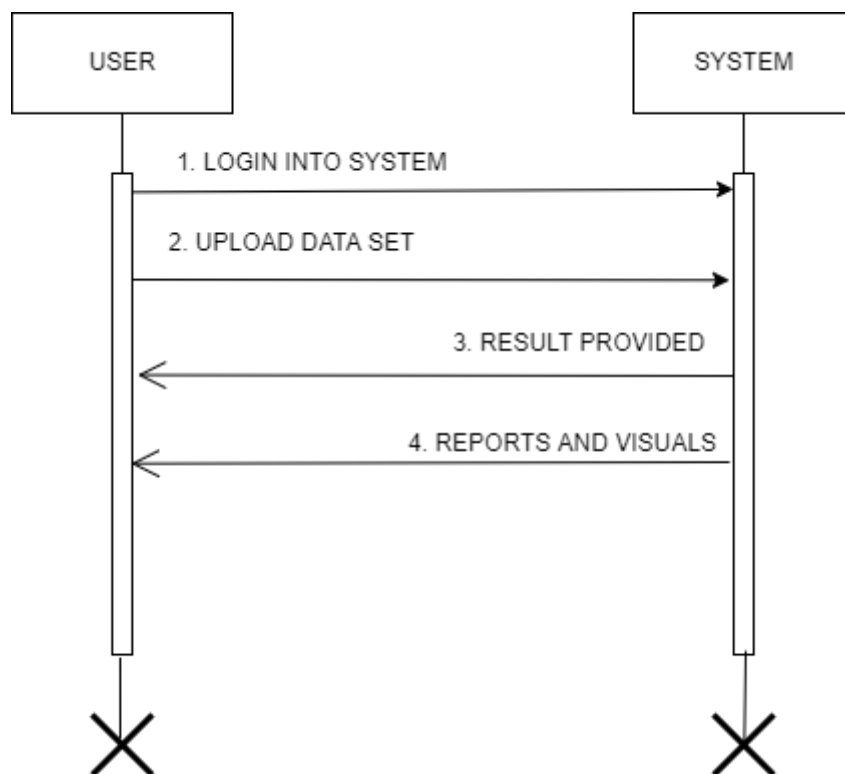 USER
SYSTEM
1. LOGIN INTO SYSTEM
2. UPLOAD DATA SET
3. RESULT PROVIDED
4. REPORTS AND VISUALS